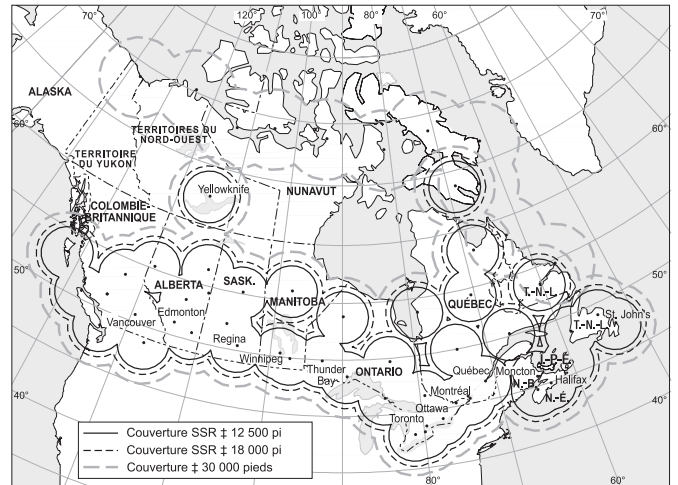 120° 100° 80° 60° 70°
70°
ALASKA
TERRITOIRES DU
NORD-OUEST
60°
60°
TERRITOIRE
DU YUKON
Yellowknife
NUNAVUT
COLOMBIE-
BRITANNIQUE
50°
50°
ALBERTA
SASK.
MANITOBA
QUÉBEC
T.-N.-L.
T.-N.-L.
St. John's
Vancouver
Edmonton
Regina
Winnipeg
Thunder
Bay
ONTARIO
Québec
Moncton
Î.-P.-É.
Halifax
N.-B.
N.-É.
Montréal
Ottawa
Toronto
40°
40°
80°
60°
Couverture SSR ‡ 12 500 pi
Couverture SSR ‡ 18 000 pi
Couverture ‡ 30 000 pieds